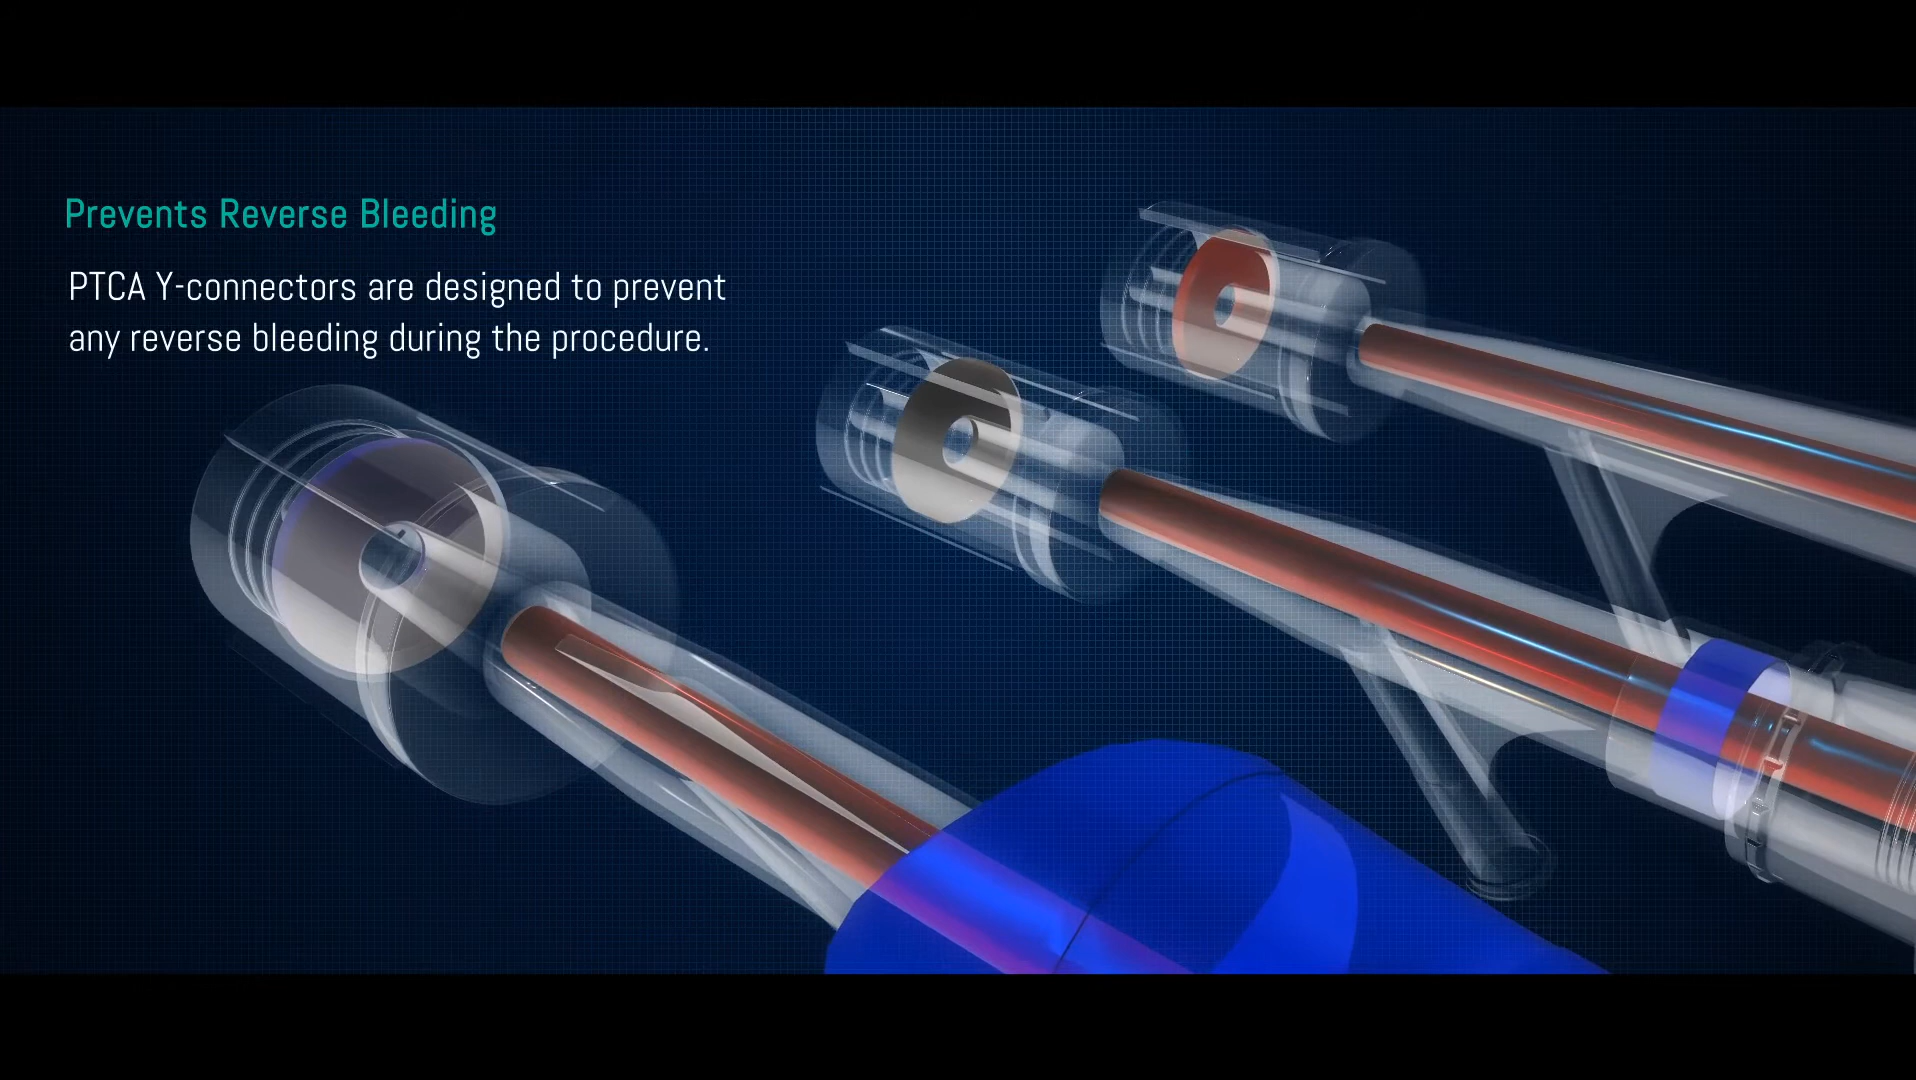 Prevents Reverse Bleeding
PTCA Y-connectors are designed to prevent
any reverse bleeding during the procedure.